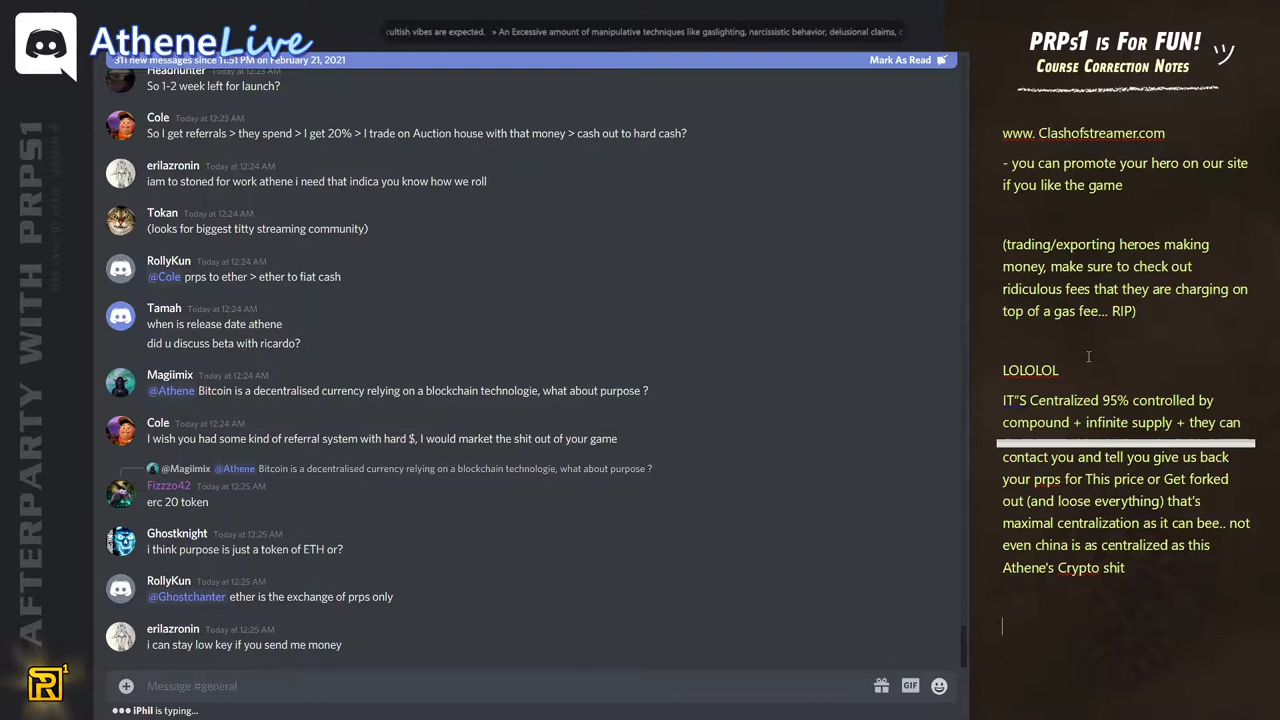 AtheneLive
cultish vibes are expected.   » An Excessive amount of manipulative techniques like gaslighting, narcissistic behavior, delusional claims, c
311 new messages since 11:51 PM on February 21, 2021
Mark As Read
Headhunter Today at 12:23 AM
So 1-2 week left for launch?
Cole Today at 12:23 AM
So I get referrals > they spend > I get 20% > I trade on Auction house with that money > cash out to hard cash?
erilazronin Today at 12:24 AM
iam to stoned for work athene i need that indica you know how we roll
Tokan Today at 12:24 AM
(looks for biggest titty streaming community)
RollyKun Today at 12:24 AM
@Cole prps to ether > ether to fiat cash
Tamah Today at 12:24 AM
when is release date athene
did u discuss beta with ricardo?
Magiimix Today at 12:24 AM
@Athene Bitcoin is a decentralised currency relying on a blockchain technologie, what about purpose ?
Cole Today at 12:24 AM
I wish you had some kind of referral system with hard $, I would market the shit out of your game
@Magiimix @Athene Bitcoin is a decentralised currency relying on a blockchain technologie, what about purpose ?
Fizzzo42 Today at 12:25 AM
erc 20 token
Ghostknight Today at 12:25 AM
i think purpose is just a token of ETH or?
RollyKun Today at 12:25 AM
@Ghostchanter ether is the exchange of prps only
erilazronin Today at 12:25 AM
i can stay low key if you send me money
Message #general
GIF
iPhil is typing...
AFTERPARTY WITH PRPS1
PRPs1 is For FUN! ツ
Course Correction Notes
www. Clashofstreamer.com
- you can promote your hero on our site
if you like the game
(trading/exporting heroes making
money, make sure to check out
ridiculous fees that they are charging on
top of a gas fee... RIP)
LOLOLOL
IT"S Centralized 95% controlled by
compound + infinite supply + they can
contact you and tell you give us back
your prps for This price or Get forked
out (and loose everything) that's
maximal centralization as it can bee.. not
even china is as centralized as this
Athene's Crypto shit